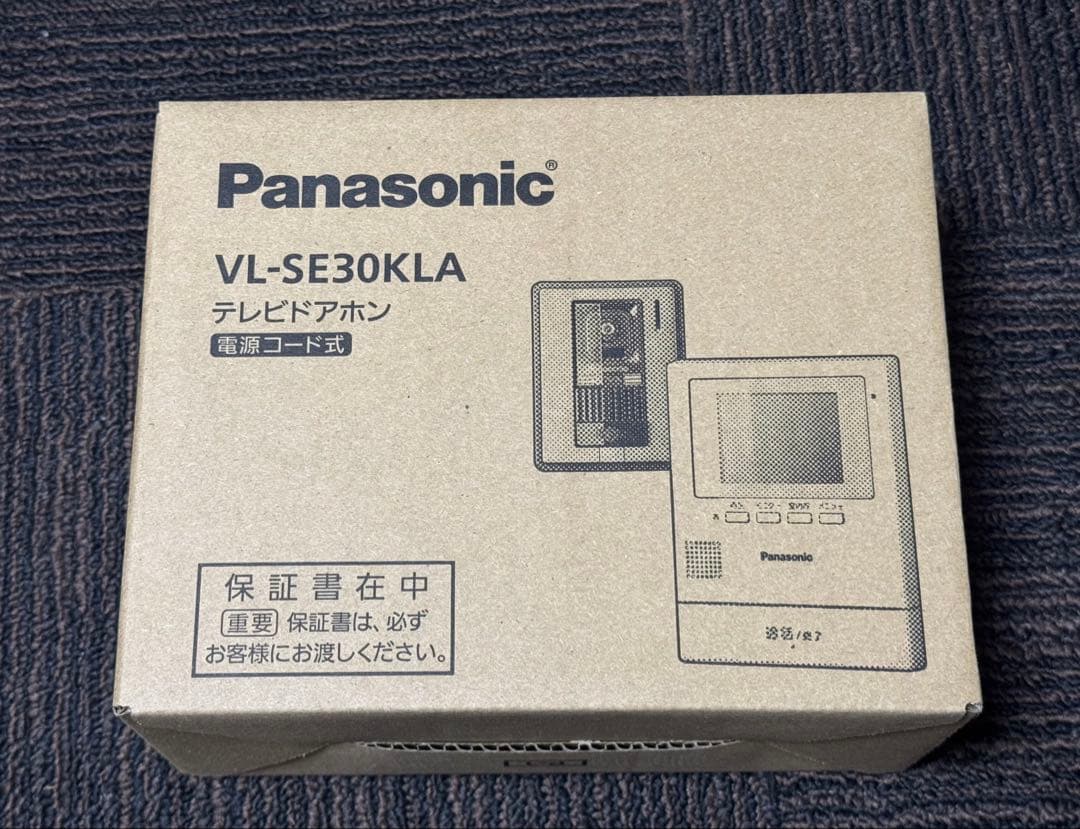 Panasonic®
VL-SE30KLA
テレビドアホン
電源コード式
Panasonic
保証書在中
重要 保証書は、必ず
お客様にお渡しください。